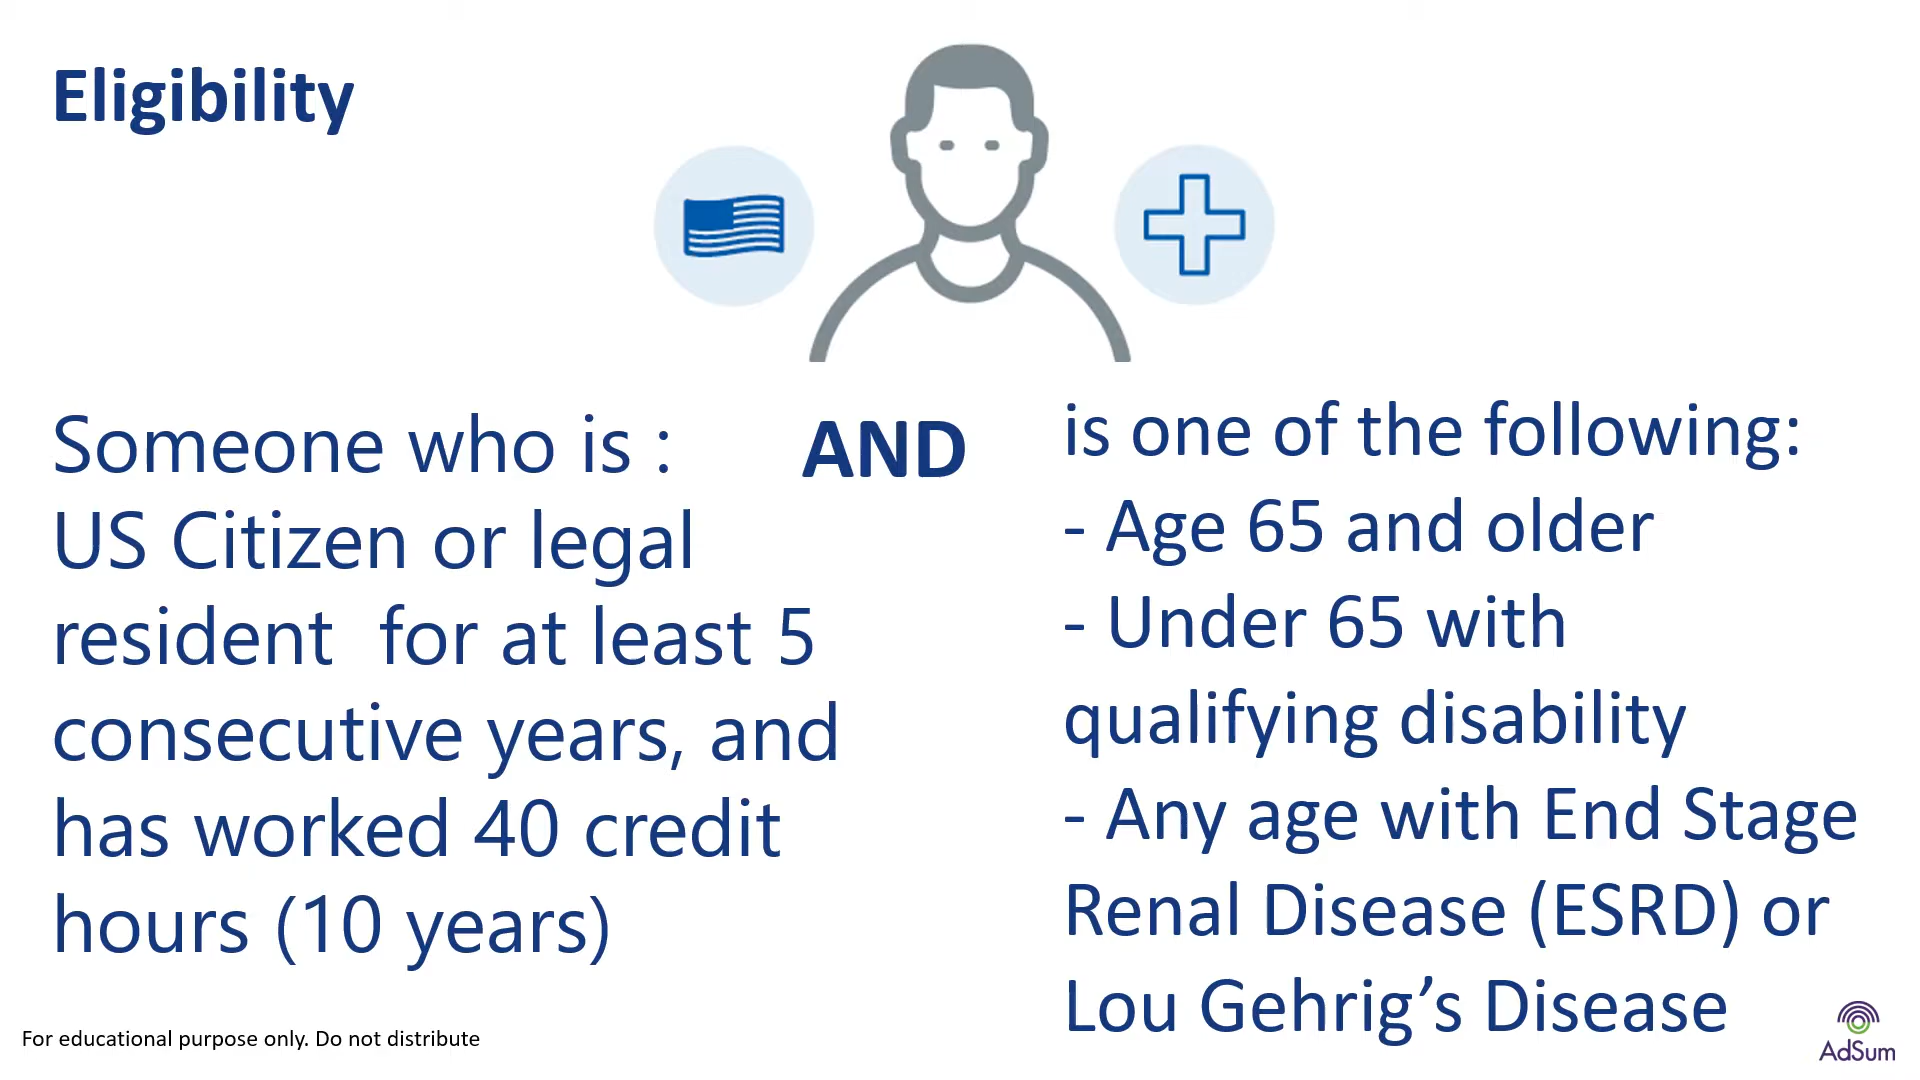 Eligibility
Someone who is :
US Citizen or legal
resident  for at least 5
consecutive years, and
has worked 40 credit
hours (10 years)
AND
is one of the following:
- Age 65 and older
- Under 65 with
qualifying disability
- Any age with End Stage
Renal Disease (ESRD) or
Lou Gehrig’s Disease
For educational purpose only. Do not distribute
AdSum